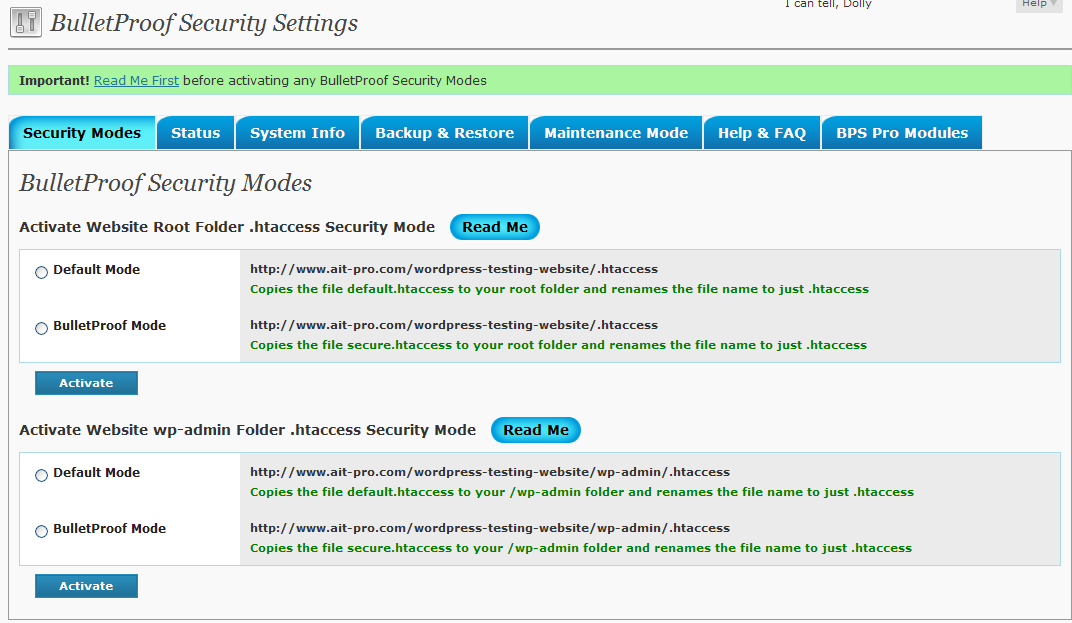 I can tell, Dolly
Help
BulletProof Security Settings
Important! Read Me First before activating any BulletProof Security Modes
Security Modes Status System Info Backup & Restore Maintenance Mode Help & FAQ BPS Pro Modules
BulletProof Security Modes
Activate Website Root Folder .htaccess Security Mode Read Me
Default Mode http://www.ait-pro.com/wordpress-testing-website/.htaccess
Copies the file default.htaccess to your root folder and renames the file name to just .htaccess
BulletProof Mode http://www.ait-pro.com/wordpress-testing-website/.htaccess
Copies the file secure.htaccess to your root folder and renames the file name to just .htaccess
Activate
Activate Website wp-admin Folder .htaccess Security Mode Read Me
Default Mode http://www.ait-pro.com/wordpress-testing-website/wp-admin/.htaccess
Copies the file default.htaccess to your /wp-admin folder and renames the file name to just .htaccess
BulletProof Mode http://www.ait-pro.com/wordpress-testing-website/wp-admin/.htaccess
Copies the file secure.htaccess to your /wp-admin folder and renames the file name to just .htaccess
Activate